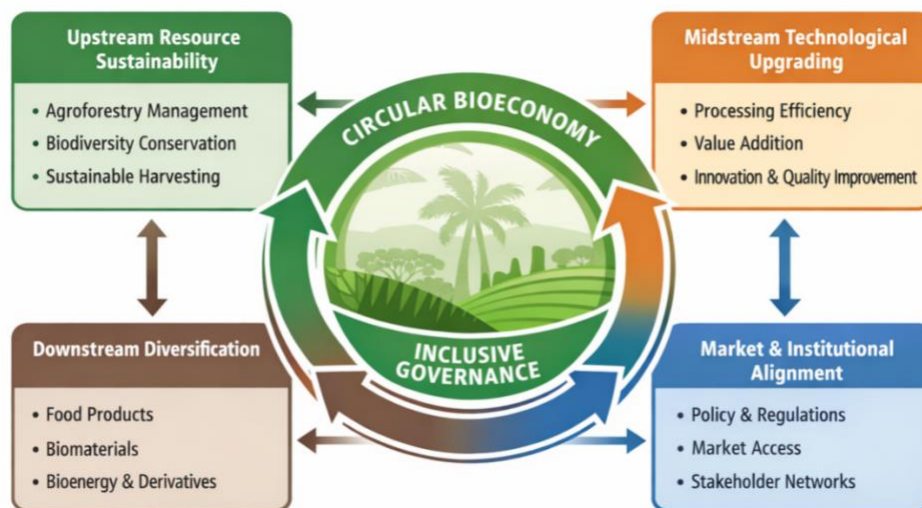 Upstream Resource
Sustainability
• Agroforestry Management
• Biodiversity Conservation
• Sustainable Harvesting
Midstream Technological
Upgrading
• Processing Efficiency
• Value Addition
• Innovation & Quality Improvement
CIRCULAR BIOECONOMY
INCLUSIVE
GOVERNANCE
Downstream Diversification
• Food Products
• Biomaterials
• Bioenergy & Derivatives
Market & Institutional
Alignment
• Policy & Regulations
• Market Access
• Stakeholder Networks